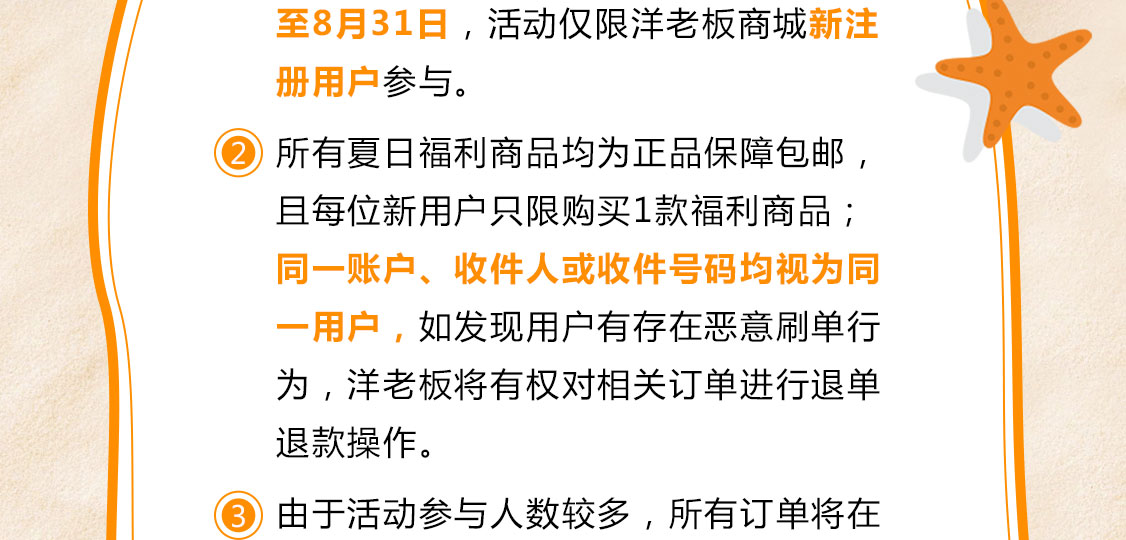 至8月31日，活动仅限洋老板商城新注
册用户参与。
2 所有夏日福利商品均为正品保障包邮，
且每位新用户只限购买1款福利商品；
同一账户、收件人或收件号码均视为同
一用户，如发现用户有存在恶意刷单行
为，洋老板将有权对相关订单进行退单
退款操作。
3 由于活动参与人数较多，所有订单将在